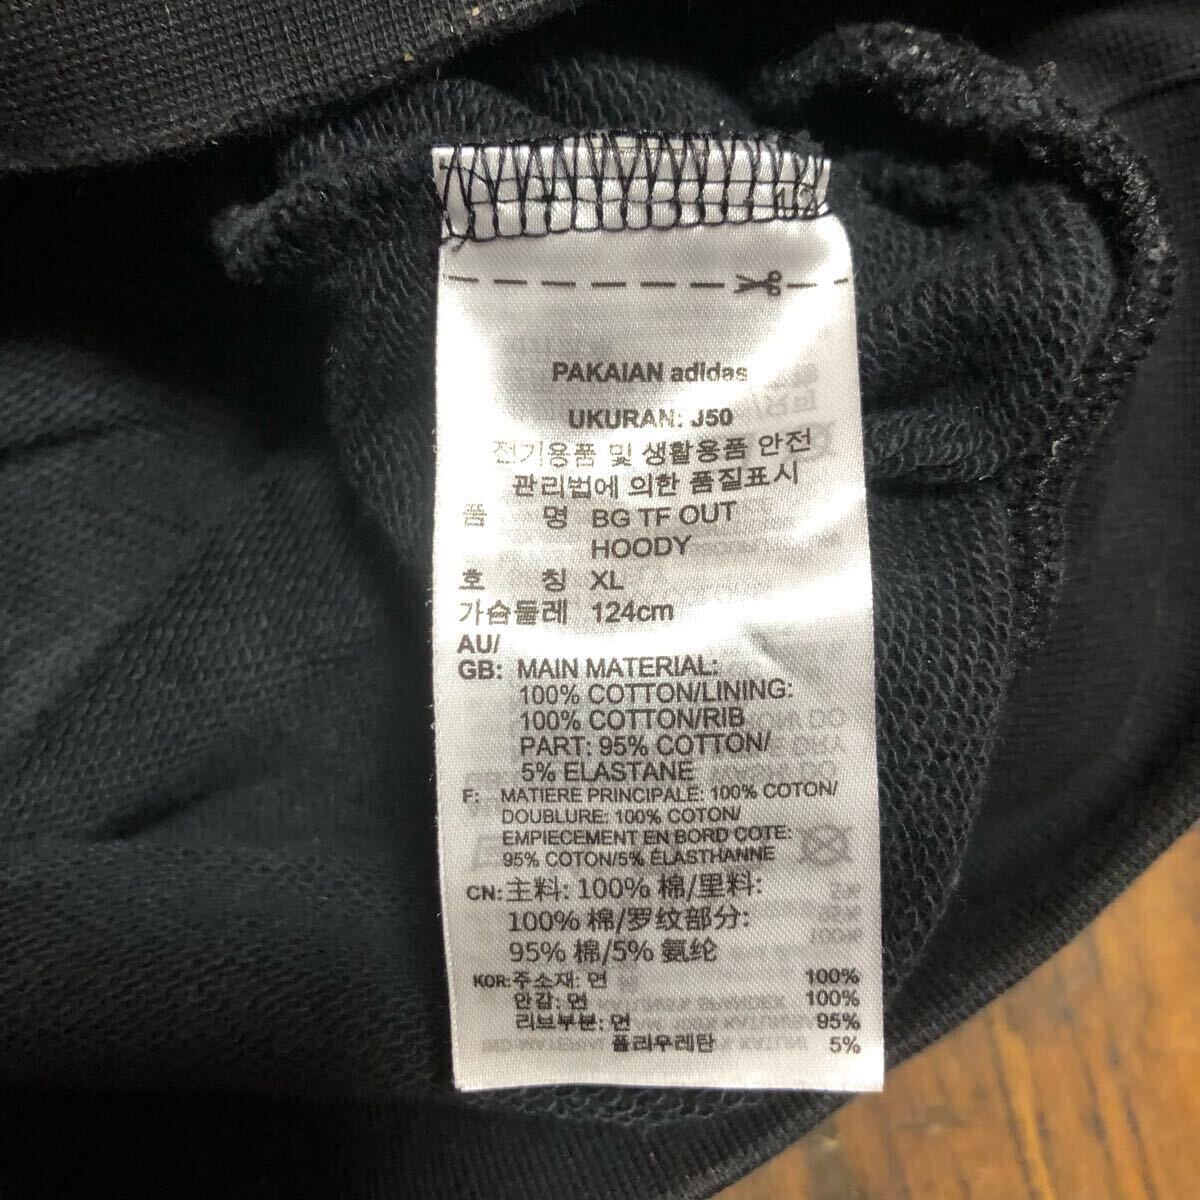 PAKAIAN adidas
UKURAN: J50
전기용품 및 생활용품 안전
관리법에 의한 품질표시
품 명 BG TF OUT
HOODY
호 칭 XL
가슴둘레 124cm
AU/
GB: MAIN MATERIAL:
100% COTTON/LINING:
100% COTTON/RIB
PART: 95% COTTON/
5% ELASTANE
F: MATIERE PRINCIPALE: 100% COTON/
DOUBLURE: 100% COTON/
EMPIECEMENT EN BORD COTE:
95% COTON/5% ÉLASTHANNE
CN: 主料: 100% 棉/里料:
100% 棉/罗纹部分:
95% 棉/5% 氨纶
KOR: 주소재: 면 100%
안감: 면 100%
리브부분: 면 95%
폴리우레탄 5%